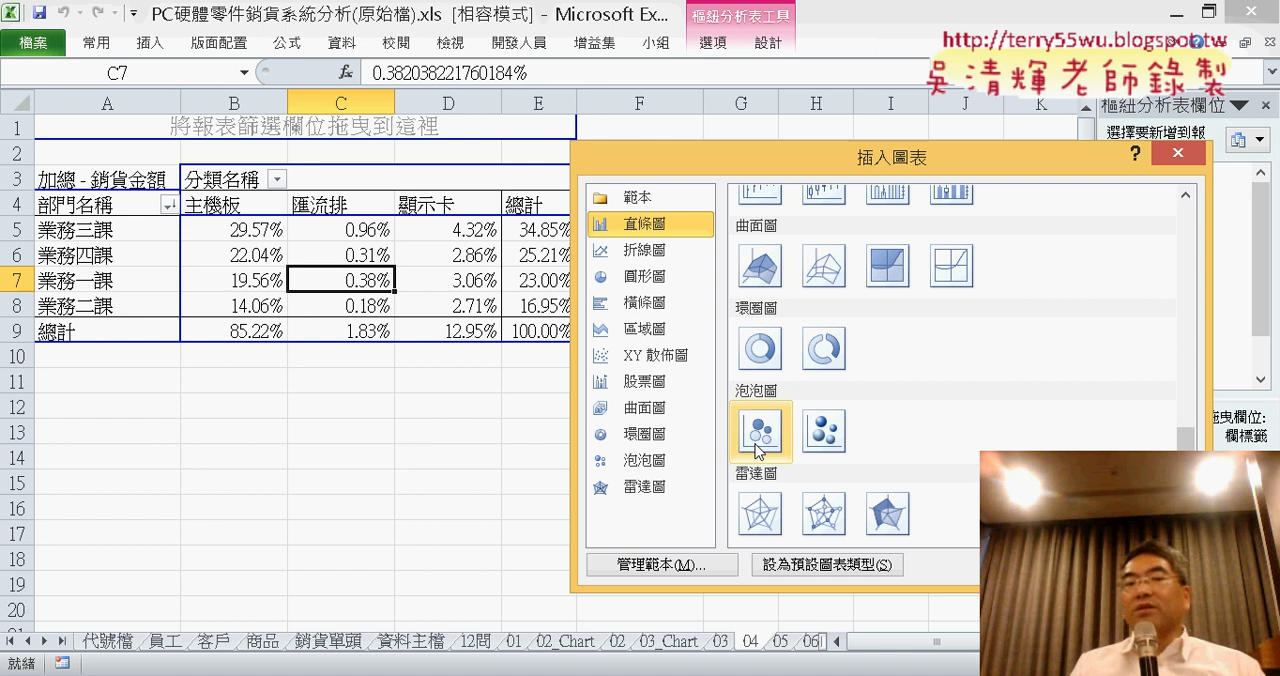 PC硬體零件銷貨系統分析(原始檔).xls [相容模式] - Microsoft Ex...
樞紐分析表工具
檔案 常用 插入 版面配置 公式 資料 校閱 檢視 開發人員 增益集 小組 選項 設計
http://terry55wu.blogspot.tw
吳清輝老師錄製
C7 fx 0.382038221760184%
A B C D E F G H I J K
樞紐分析表欄位
選擇要新增到報
1 將報表篩選欄位拖曳到這裡
2
3 加總 - 銷貨金額 分類名稱
4 部門名稱 主機板 匯流排 顯示卡 總計
5 業務三課 29.57% 0.96% 4.32% 34.85%
6 業務四課 22.04% 0.31% 2.86% 25.21%
7 業務一課 19.56% 0.38% 3.06% 23.00%
8 業務二課 14.06% 0.18% 2.71% 16.95%
9 總計 85.22% 1.83% 12.95% 100.00%
10
11
12
13
14
15
16
17
18
19
20
插入圖表
?
範本
直條圖
折線圖
圓形圖
橫條圖
區域圖
XY 散佈圖
股票圖
曲面圖
環圈圖
泡泡圖
雷達圖
曲面圖
環圈圖
泡泡圖
雷達圖
管理範本(M)... 設為預設圖表類型(S)
拖曳欄位:
欄標籤
代號檔 員工 客戶 商品 銷貨單頭 資料主檔 12問 01 02_Chart 02 03_Chart 03 04 05 06
就緒